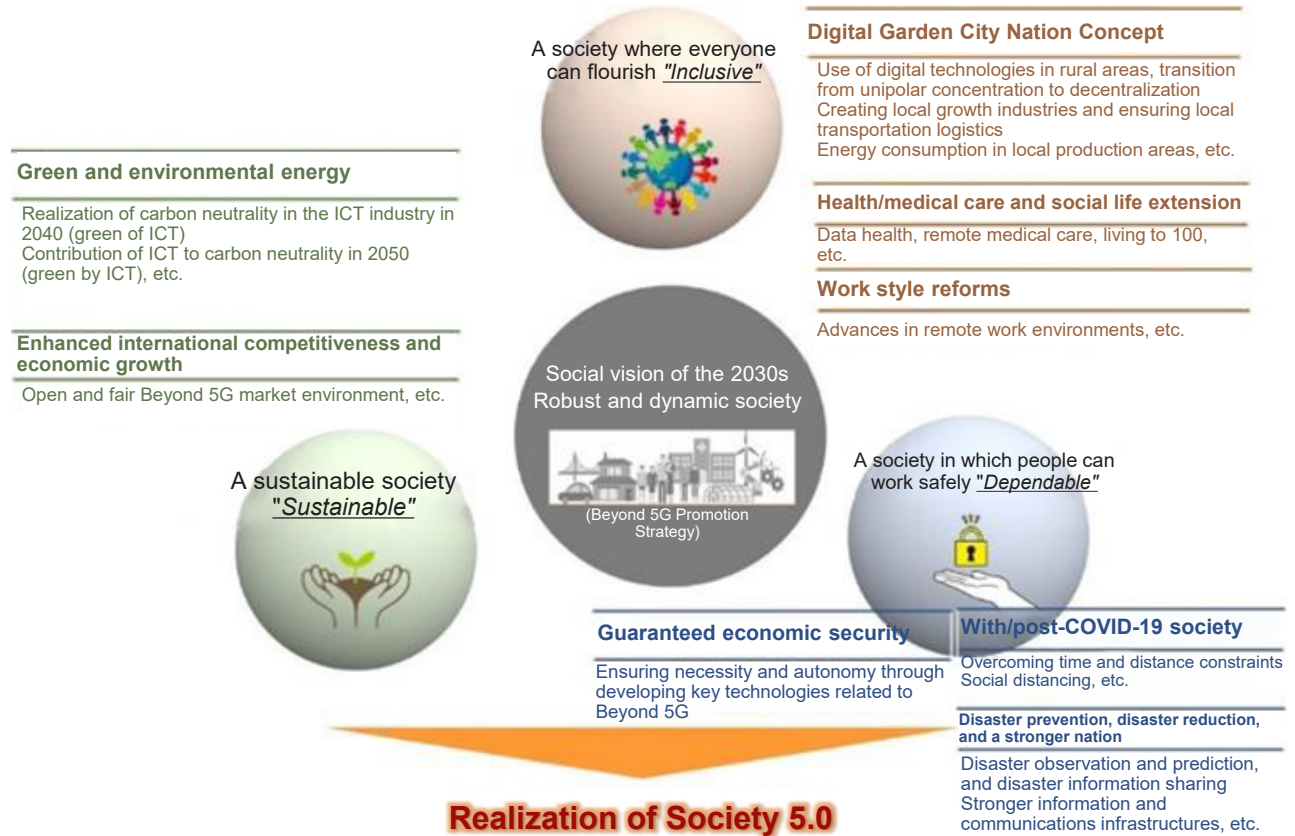 A society where everyone
can flourish "Inclusive"
Digital Garden City Nation Concept
Use of digital technologies in rural areas, transition
from unipolar concentration to decentralization
Creating local growth industries and ensuring local
transportation logistics
Energy consumption in local production areas, etc.
Health/medical care and social life extension
Data health, remote medical care, living to 100,
etc.
Work style reforms
Advances in remote work environments, etc.
Green and environmental energy
Realization of carbon neutrality in the ICT industry in
2040 (green of ICT)
Contribution of ICT to carbon neutrality in 2050
(green by ICT), etc.
Enhanced international competitiveness and
economic growth
Open and fair Beyond 5G market environment, etc.
Social vision of the 2030s
Robust and dynamic society
(Beyond 5G Promotion
Strategy)
A sustainable society
"Sustainable"
A society in which people can
work safely "Dependable"
Guaranteed economic security
Ensuring necessity and autonomy through
developing key technologies related to
Beyond 5G
With/post-COVID-19 society
Overcoming time and distance constraints
Social distancing, etc.
Disaster prevention, disaster reduction,
and a stronger nation
Disaster observation and prediction,
and disaster information sharing
Stronger information and
communications infrastructures, etc.
Realization of Society 5.0